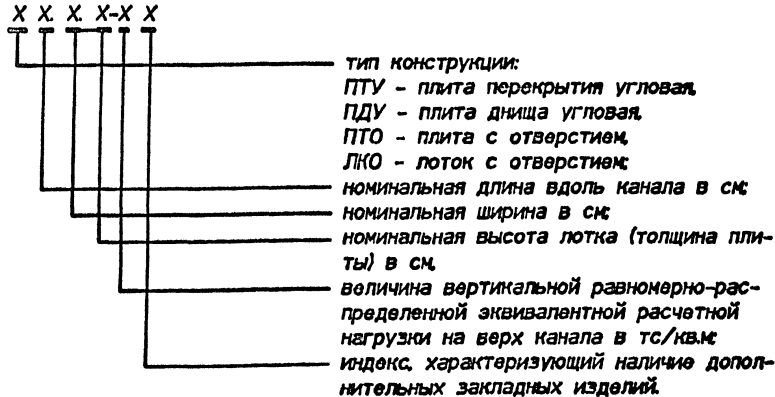 Х Х. Х. Х-Х Х
тип конструкции:
ПТУ - плита перекрытия угловая,
ПДУ - плита днища угловая,
ПТО - плита с отверстием,
ЛКО - лоток с отверстием;
номинальная длина вдоль канала в см;
номинальная ширина в см;
номинальная высота лотка (толщина пли-
ты) в см,
величина вертикальной равномерно-рас-
пределенной эквивалентной расчетной
нагрузки на верх канала в тс/кв.м;
индекс, характеризующий наличие допол-
нительных закладных изделий.